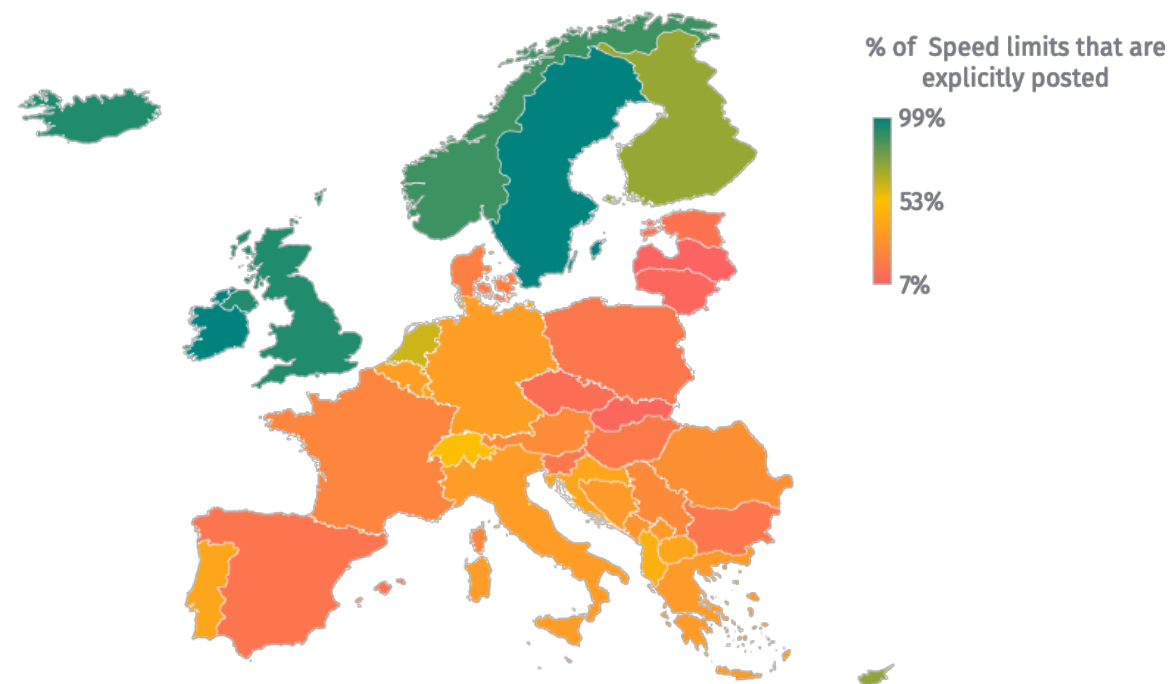 % of Speed limits that are
explicitly posted
99%
53%
7%